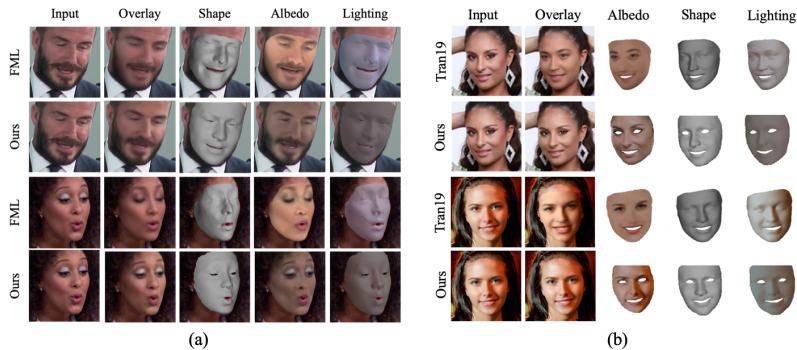 Input Overlay Shape Albedo Lighting
FML
Ours
FML
Ours
(a)
Input Overlay Albedo Shape Lighting
Tran19
Ours
Tran19
Ours
(b)